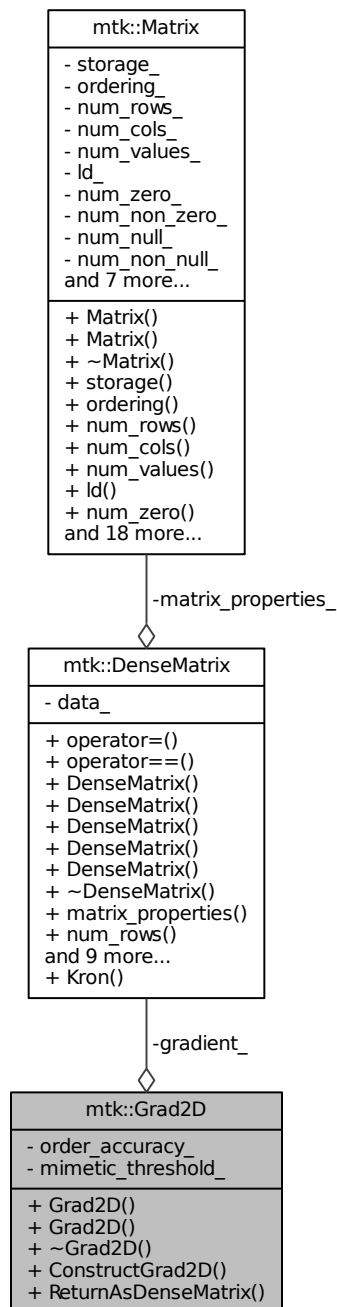 mtk::Matrix
- storage_
- ordering_
- num_rows_
- num_cols_
- num_values_
- ld_
- num_zero_
- num_non_zero_
- num_null_
- num_non_null_
and 7 more...
+ Matrix()
+ Matrix()
+ ~Matrix()
+ storage()
+ ordering()
+ num_rows()
+ num_cols()
+ num_values()
+ ld()
+ num_zero()
and 18 more...
-matrix_properties_
mtk::DenseMatrix
- data_
+ operator=()
+ operator==()
+ DenseMatrix()
+ DenseMatrix()
+ DenseMatrix()
+ DenseMatrix()
+ DenseMatrix()
+ ~DenseMatrix()
+ matrix_properties()
+ num_rows()
and 9 more...
+ Kron()
-gradient_
mtk::Grad2D
- order_accuracy_
- mimetic_threshold_
+ Grad2D()
+ Grad2D()
+ ~Grad2D()
+ ConstructGrad2D()
+ ReturnAsDenseMatrix()